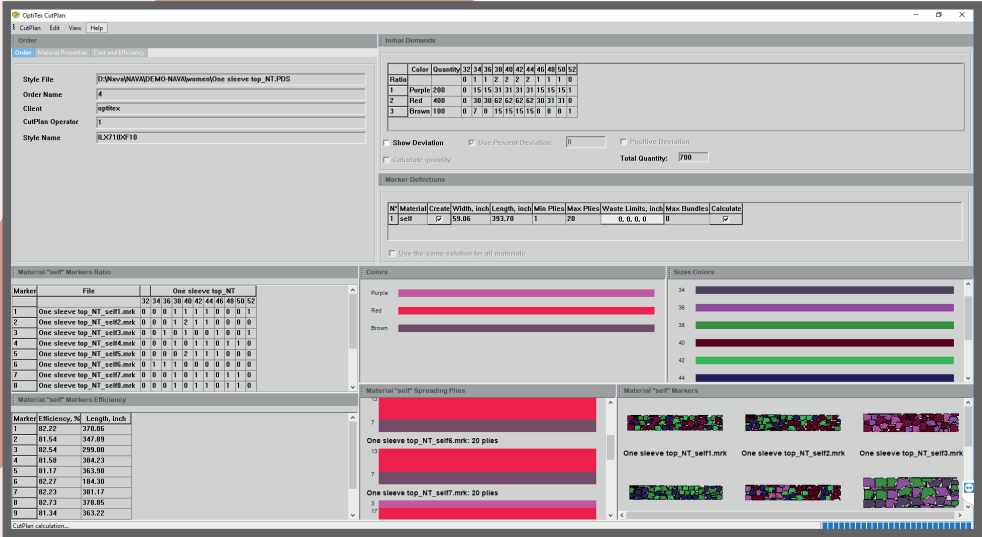 OptiTex CutPlan
CutPlan Edit View Help
Order
Order Material Properties Cost and Efficiency
Style File D:\Nava\NAVA\DEMO-NAVA\women\One sleeve top_NT.PDS
Order Name 4
Client optitex
CutPlan Operator 1
Style Name ILX710XF10
Initial Demands
Color Quantity 32 34 36 38 40 42 44 46 48 50 52
Ratio 0 1 1 2 2 2 2 1 1 1 0
1 Purple 200 0 15 15 31 31 31 31 15 15 15 1
2 Red 400 0 30 30 62 62 62 62 30 31 31 0
3 Brown 100 0 7 8 15 15 15 15 8 8 8 1
Show Deviation Use Percent Deviation: 0 Positive Deviation
Calculate quantity Total Quantity: 700
Marker Definitions
N° Material Create Width, inch Length, inch Min Plies Max Plies Waste Limits, inch Max Bundles Calculate
1 self 59.06 393.70 1 20 0, 0, 0, 0 0
Use the same solution for all materials
Material "self" Markers Ratio
Marker File One sleeve top_NT
32 34 36 38 40 42 44 46 48 50 52
1 One sleeve top_NT_self1.mrk 0 0 0 1 1 1 1 0 0 0 1
2 One sleeve top_NT_self2.mrk 0 0 0 1 2 1 1 0 0 0 0
3 One sleeve top_NT_self3.mrk 0 0 1 0 1 0 0 1 0 0 1
4 One sleeve top_NT_self4.mrk 0 0 0 1 0 1 1 0 1 1 0
5 One sleeve top_NT_self5.mrk 0 0 0 0 2 1 1 1 0 0 0
6 One sleeve top_NT_self6.mrk 0 1 1 1 0 0 0 0 0 0 0
7 One sleeve top_NT_self7.mrk 0 0 0 1 0 1 1 0 1 1 0
8 One sleeve top_NT_self8.mrk 0 0 0 1 0 1 1 0 1 1 0
Colors
Purple
Red
Brown
Sizes Colors
34
36
38
40
42
44
Material "self" Markers Efficiency
Marker Efficiency, % Length, inch
1 82.22 370.06
2 81.54 347.89
3 82.54 299.00
4 81.58 384.23
5 81.17 363.98
6 82.27 184.30
7 82.23 381.17
8 82.73 378.85
9 81.34 363.22
Material "self" Spreading Plies
13
7
One sleeve top_NT_self6.mrk: 20 plies
13
7
One sleeve top_NT_self7.mrk: 20 plies
3
17
Material "self" Markers
One sleeve top_NT_self1.mrk One sleeve top_NT_self2.mrk One sleeve top_NT_self3.mrk
CutPlan calculation...